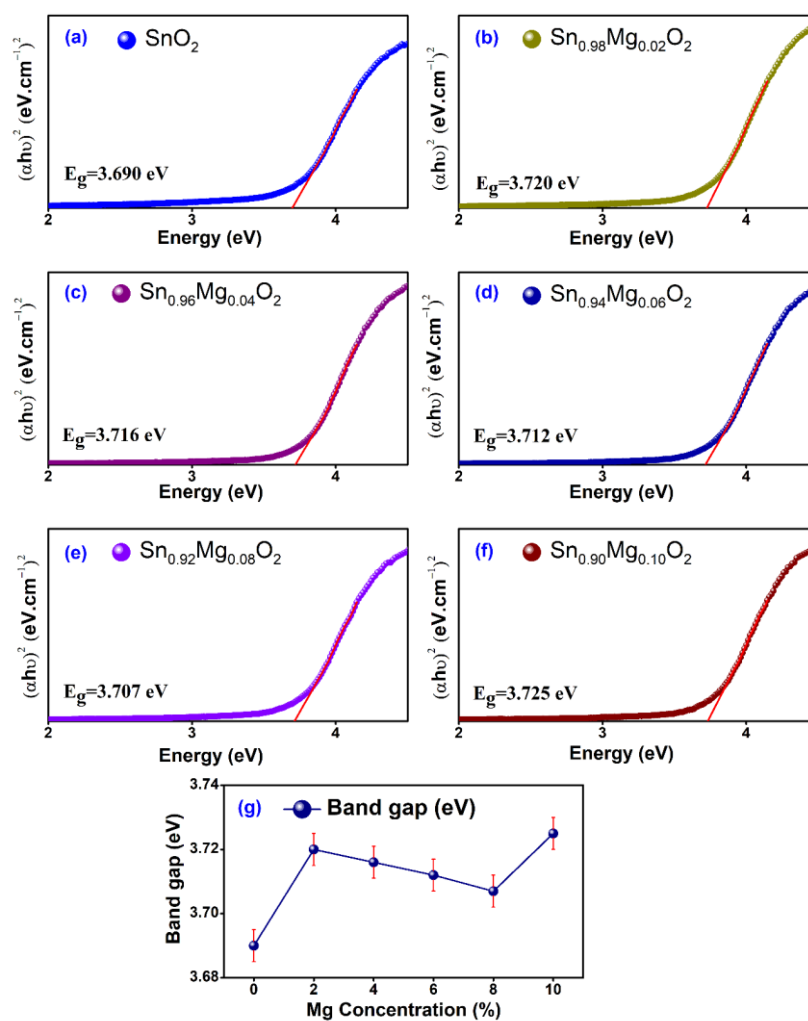 (a) SnO₂
(αhυ)² (eV.cm⁻¹)²
E_g=3.690 eV
2 3 4
Energy (eV)
(b) Sn₀.₉₈Mg₀.₀₂O₂
(αhυ)² (eV.cm⁻¹)²
E_g=3.720 eV
2 3 4
Energy (eV)
(c) Sn₀.₉₆Mg₀.₀₄O₂
(αhυ)² (eV.cm⁻¹)²
E_g=3.716 eV
2 3 4
Energy (eV)
(d) Sn₀.₉₄Mg₀.₀₆O₂
(αhυ)² (eV.cm⁻¹)²
E_g=3.712 eV
2 3 4
Energy (eV)
(e) Sn₀.₉₂Mg₀.₀₈O₂
(αhυ)² (eV.cm⁻¹)²
E_g=3.707 eV
2 3 4
Energy (eV)
(f) Sn₀.₉₀Mg₀.₁₀O₂
(αhυ)² (eV.cm⁻¹)²
E_g=3.725 eV
2 3 4
Energy (eV)
(g) Band gap (eV)
Band gap (eV)
3.74
3.72
3.70
3.68
0 2 4 6 8 10
Mg Concentration (%)